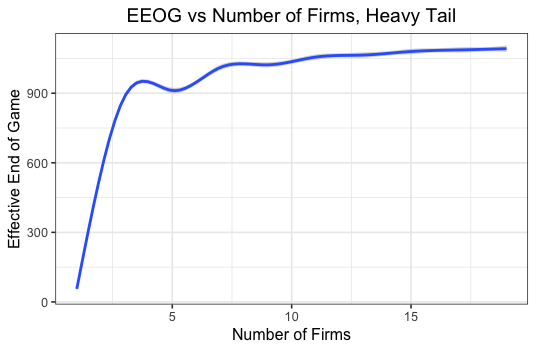 EEOG vs Number of Firms, Heavy Tail
Effective End of Game
900
600
300
0
5
10
15
Number of Firms